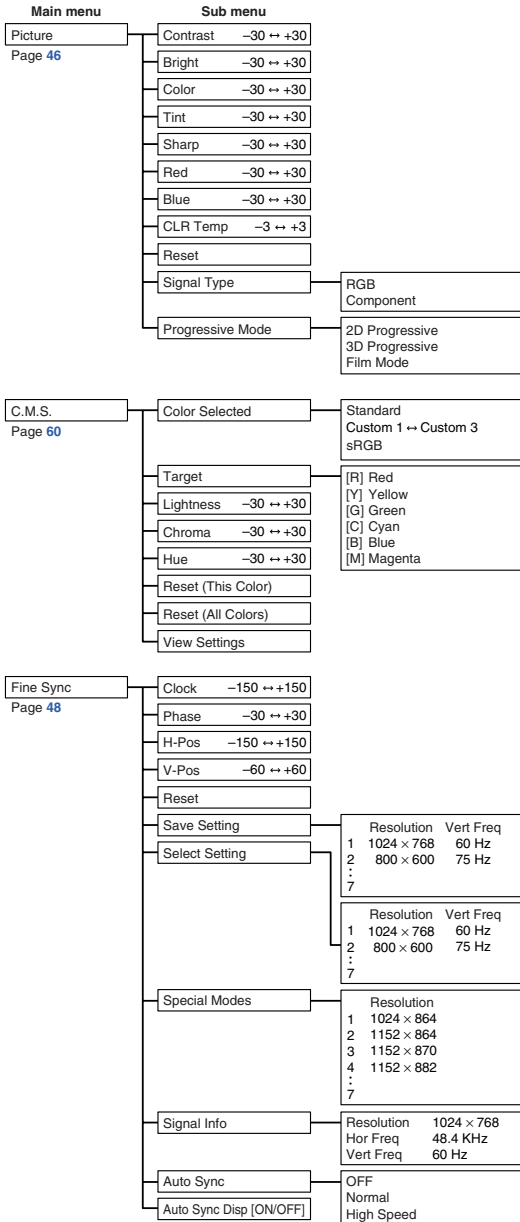 Main menu Sub menu
Picture
Page 46
Contrast −30 ↔ +30
Bright −30 ↔ +30
Color −30 ↔ +30
Tint −30 ↔ +30
Sharp −30 ↔ +30
Red −30 ↔ +30
Blue −30 ↔ +30
CLR Temp −3 ↔ +3
Reset
Signal Type
RGB
Component
Progressive Mode
2D Progressive
3D Progressive
Film Mode
C.M.S.
Page 60
Color Selected
Standard
Custom 1 ↔ Custom 3
sRGB
Target
[R] Red
[Y] Yellow
[G] Green
[C] Cyan
[B] Blue
[M] Magenta
Lightness −30 ↔ +30
Chroma −30 ↔ +30
Hue −30 ↔ +30
Reset (This Color)
Reset (All Colors)
View Settings
Fine Sync
Page 48
Clock −150 ↔ +150
Phase −30 ↔ +30
H-Pos −150 ↔ +150
V-Pos −60 ↔ +60
Reset
Save Setting
Resolution Vert Freq
1 1024 × 768 60 Hz
2 800 × 600 75 Hz
:
7
Select Setting
Resolution Vert Freq
1 1024 × 768 60 Hz
2 800 × 600 75 Hz
:
7
Special Modes
Resolution
1 1024 × 864
2 1152 × 864
3 1152 × 870
4 1152 × 882
:
7
Signal Info
Resolution 1024 × 768
Hor Freq 48.4 KHz
Vert Freq 60 Hz
Auto Sync
OFF
Normal
High Speed
Auto Sync Disp [ON/OFF]